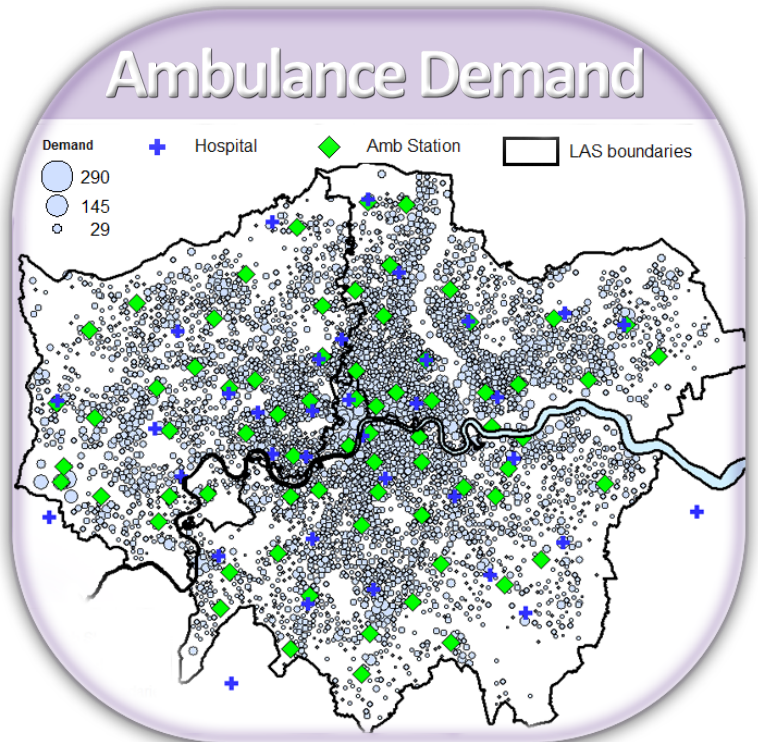 Ambulance Demand
Demand
Hospital
Amb Station
LAS boundaries
290
145
29